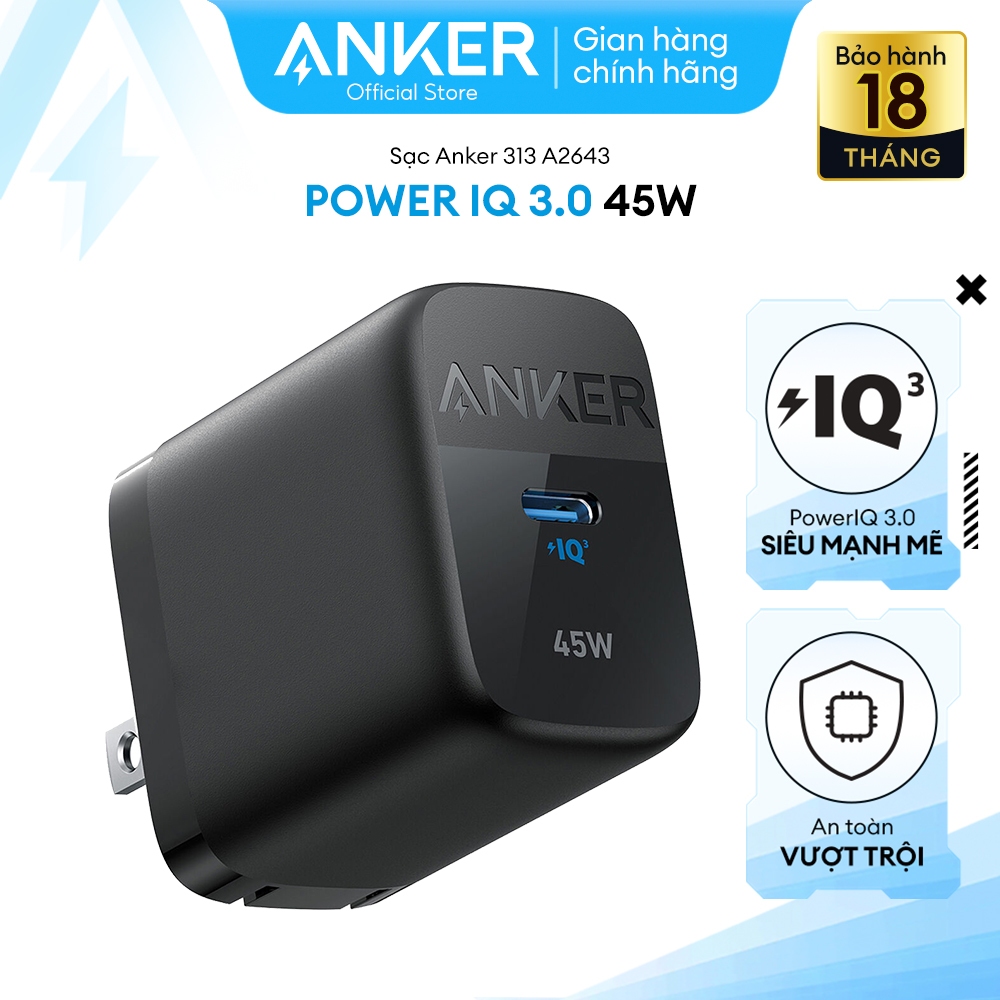 ANKER
Official Store
Gian hàng
chính hãng
Bảo hành
18
THÁNG
Sạc Anker 313 A2643
POWER IQ 3.0 45W
ANKER
IQ³
45W
IQ³
PowerIQ 3.0
SIÊU MẠNH MẼ
An toàn
VƯỢT TRỘI